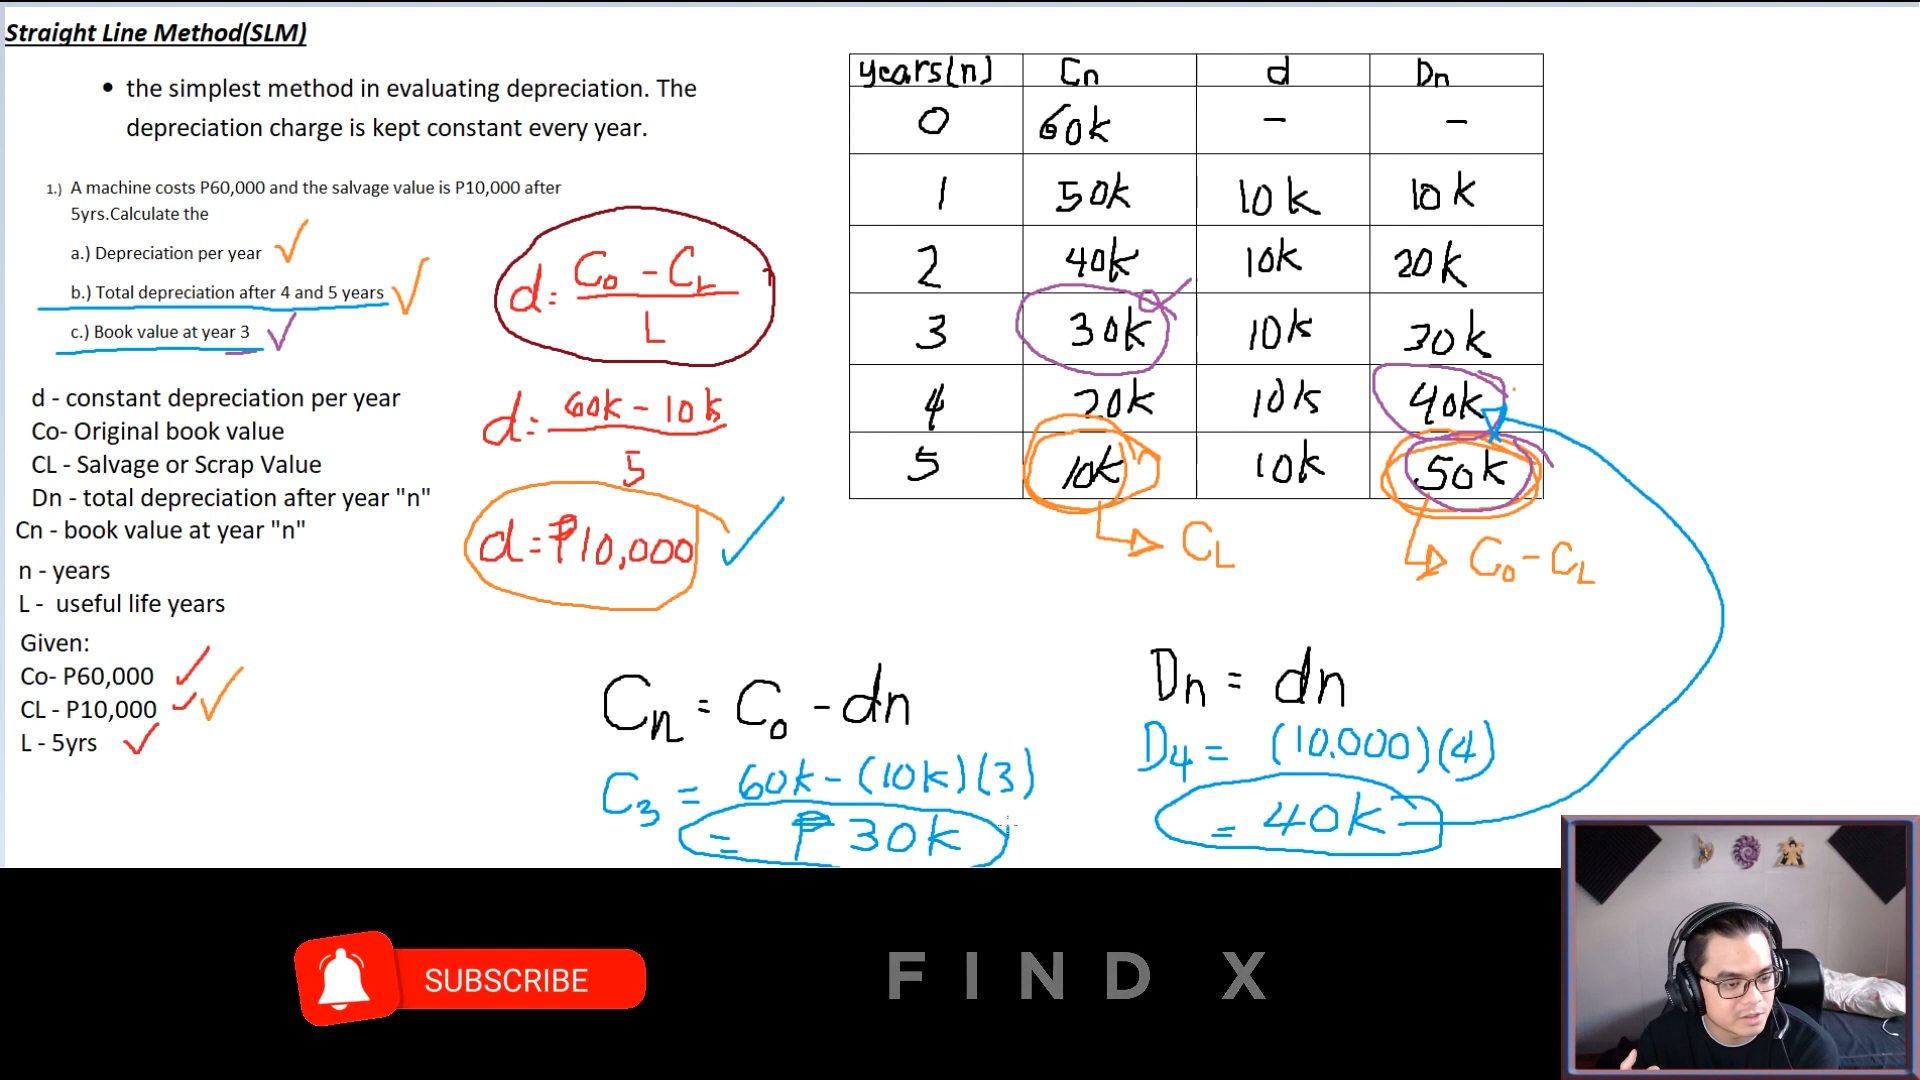 Straight Line Method(SLM)
• the simplest method in evaluating depreciation. The
depreciation charge is kept constant every year.
1.) A machine costs P60,000 and the salvage value is P10,000 after
5yrs.Calculate the
a.) Depreciation per year
b.) Total depreciation after 4 and 5 years
c.) Book value at year 3
d - constant depreciation per year
Co- Original book value
CL - Salvage or Scrap Value
Dn - total depreciation after year "n"
Cn - book value at year "n"
n - years
L - useful life years
Given:
Co- P60,000
CL - P10,000
L - 5yrs
d = Co - CL
L
d = 60k - 10k
5
d = ₱10,000
years(n) Cn d Dn
0 60k - -
1 50k 10k 10k
2 40k 10k 20k
3 30k 10k 30k
4 20k 10k 40k
5 10k 10k 50k
CL
Co - CL
Cn = Co - dn
C3 = 60k - (10k)(3)
= ₱ 30k
Dn = dn
D4 = (10,000)(4)
= 40k
SUBSCRIBE
FIND X